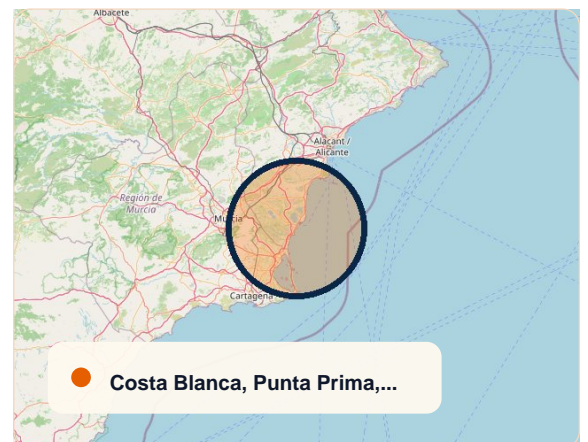 Albacete
Alacant /
Alicante
Región de
Murcia
Murcia
Cartagena
Costa Blanca, Punta Prima,...